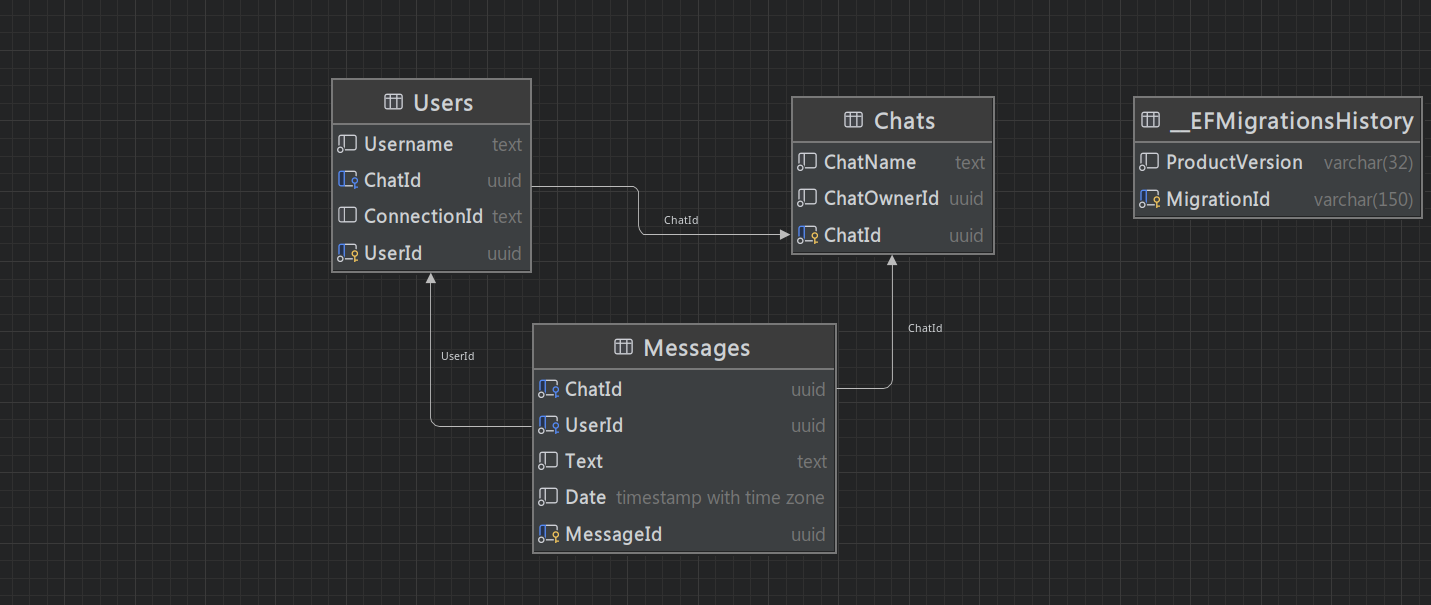 Users
Username text
ChatId uuid
ConnectionId text
UserId uuid
Chats
ChatName text
ChatOwnerId uuid
ChatId uuid
__EFMigrationsHistory
ProductVersion varchar(32)
MigrationId varchar(150)
ChatId
UserId
ChatId
Messages
ChatId uuid
UserId uuid
Text text
Date timestamp with time zone
MessageId uuid